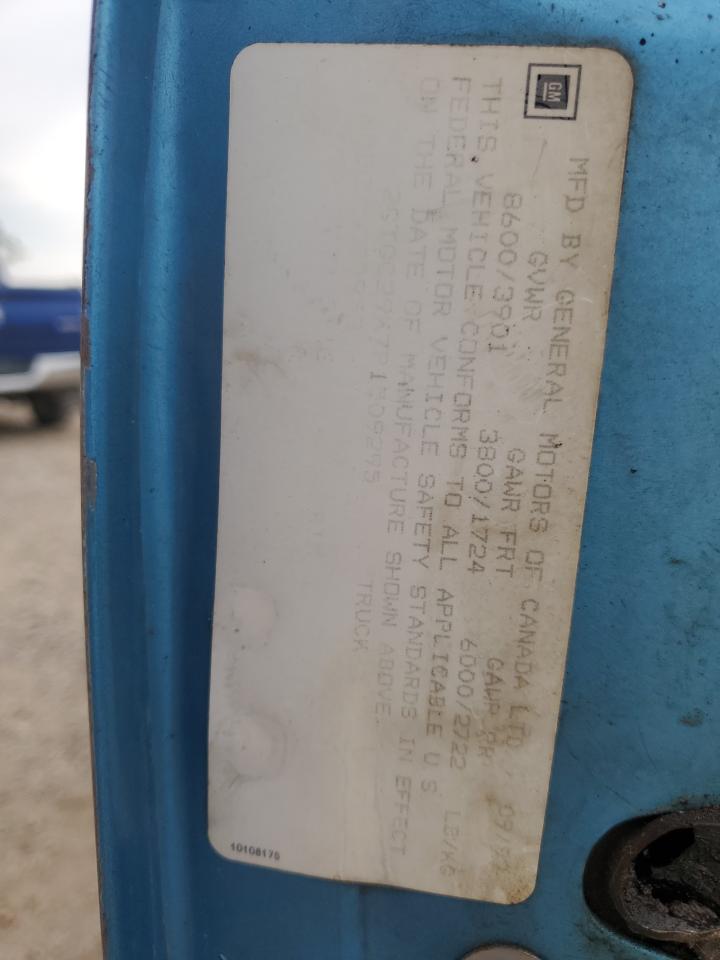 GM
MFD BY GENERAL MOTORS OF CANADA LTD 09/92
GVWR GAWR FRT GAWR RR
8600/3901 3800/1724 6000/2722 LB/KG
THIS VEHICLE CONFORMS TO ALL APPLICABLE U S
FEDERAL MOTOR VEHICLE SAFETY STANDARDS IN EFFECT
ON THE DATE OF MANUFACTURE SHOWN ABOVE.
TRUCK
10108175